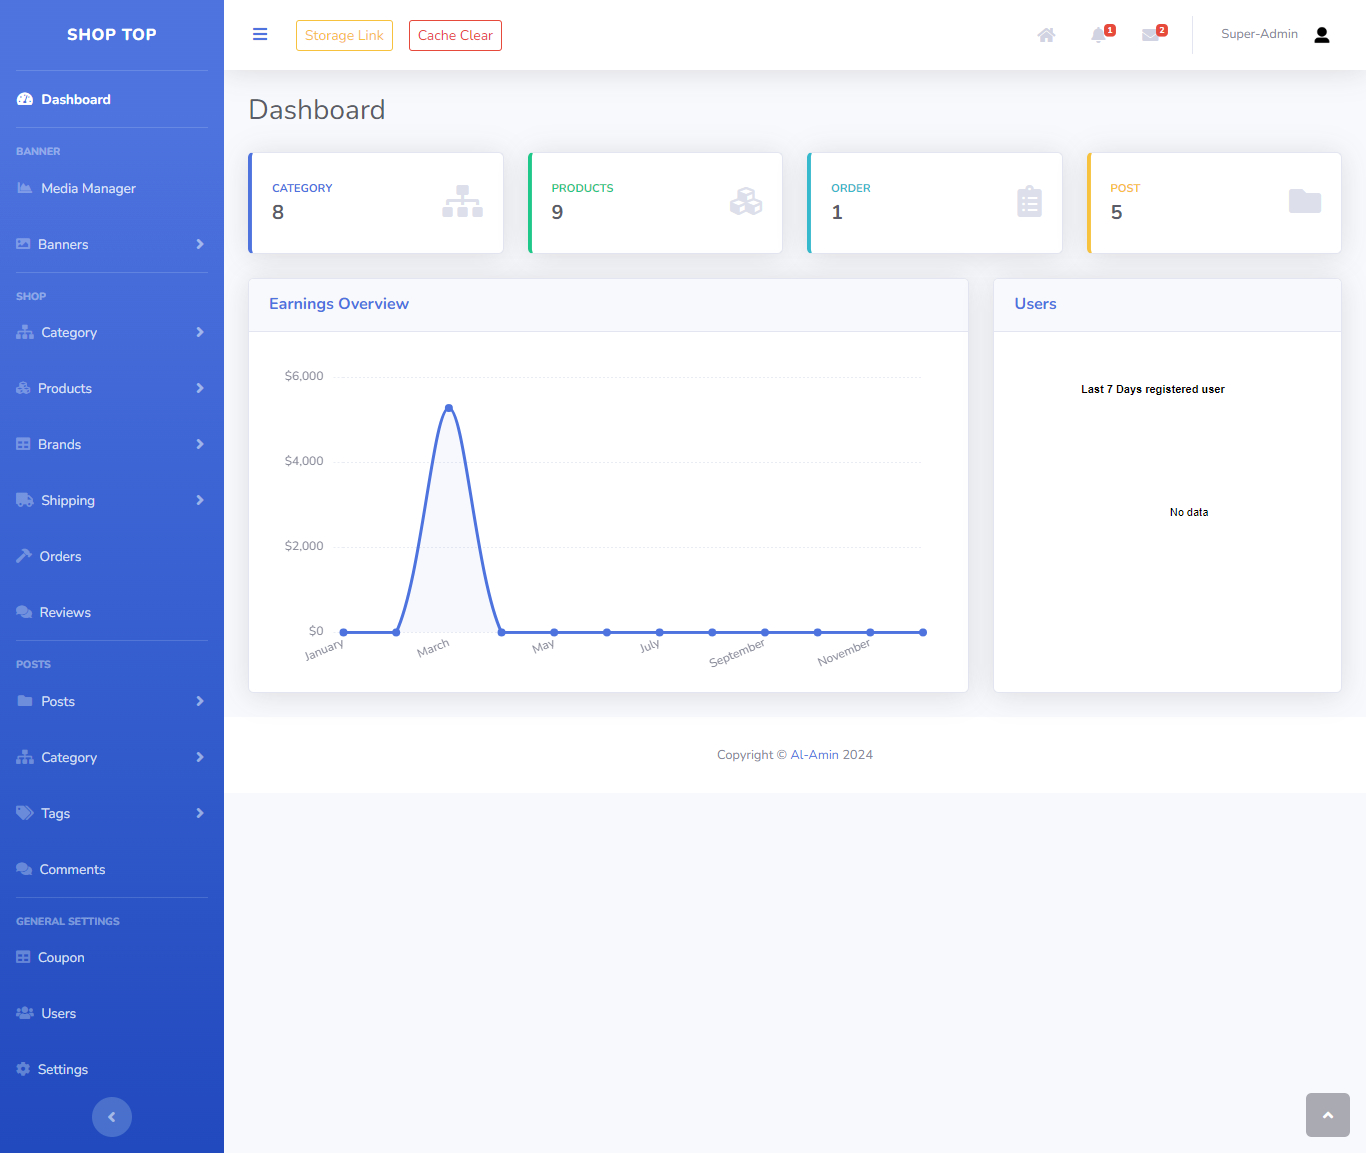 SHOP TOP
Dashboard
BANNER
Media Manager
Banners
SHOP
Category
Products
Brands
Shipping
Orders
Reviews
POSTS
Posts
Category
Tags
Comments
GENERAL SETTINGS
Coupon
Users
Settings
Storage Link
Cache Clear
1
2
Super-Admin
Dashboard
CATEGORY
8
PRODUCTS
9
ORDER
1
POST
5
Earnings Overview
$6,000
$4,000
$2,000
$0
January
March
May
July
September
November
Users
Last 7 Days registered user
No data
Copyright © Al-Amin 2024